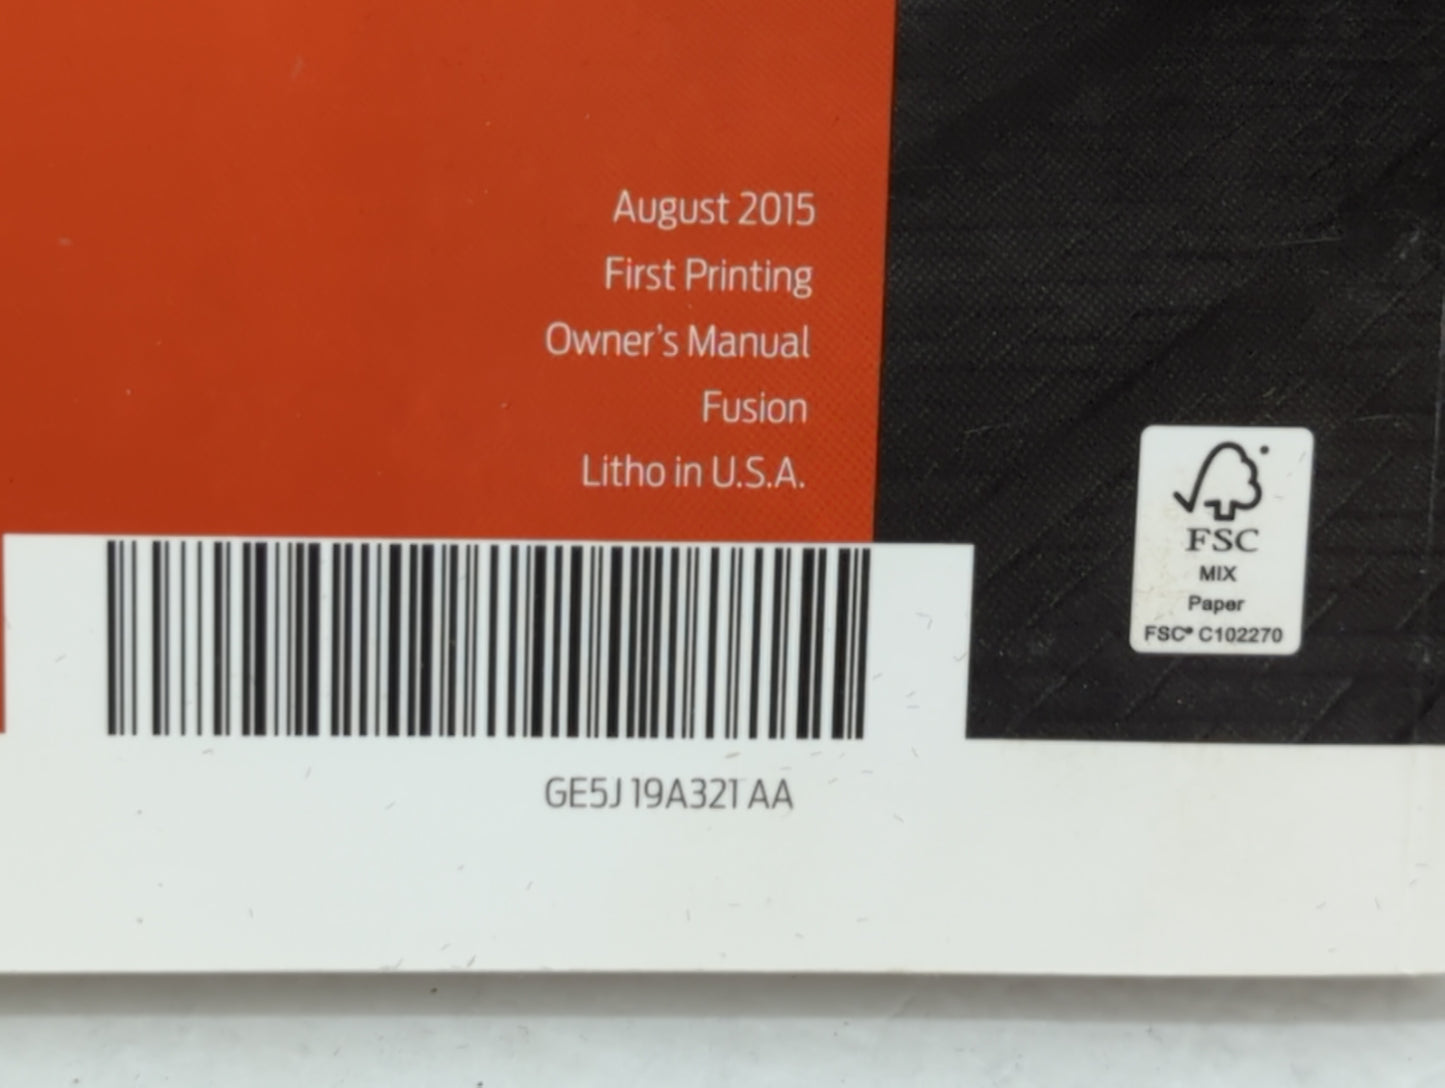 August 2015
First Printing
Owner's Manual
Fusion
Litho in U.S.A.
FSC
MIX
Paper
FSC® C102270
GE5J 19A321 AA